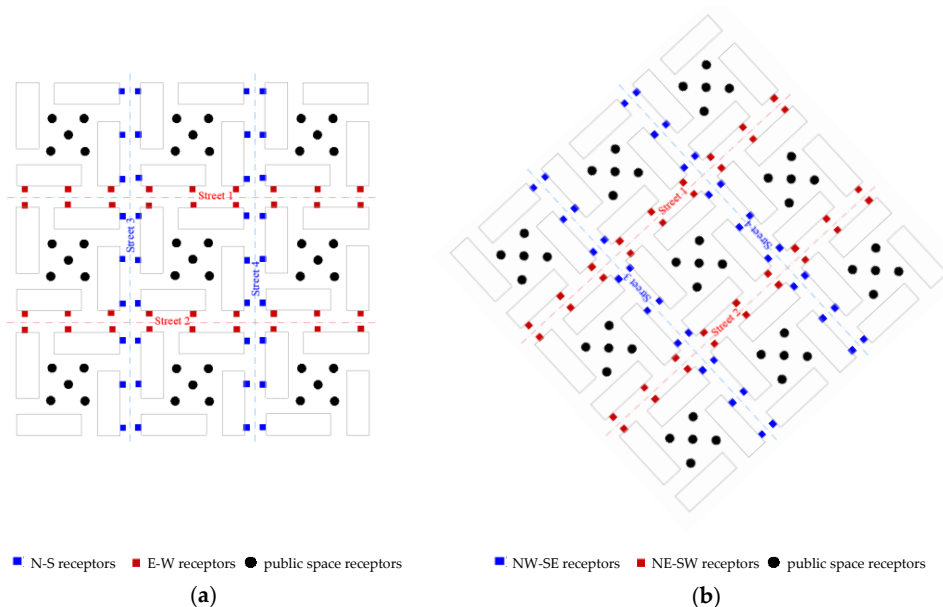 Street 1
Street 3
Street 4
Street 2
Street 1
Street 4
Street 3
Street 2
N-S receptors E-W receptors public space receptors
NW-SE receptors NE-SW receptors public space receptors
(a)
(b)